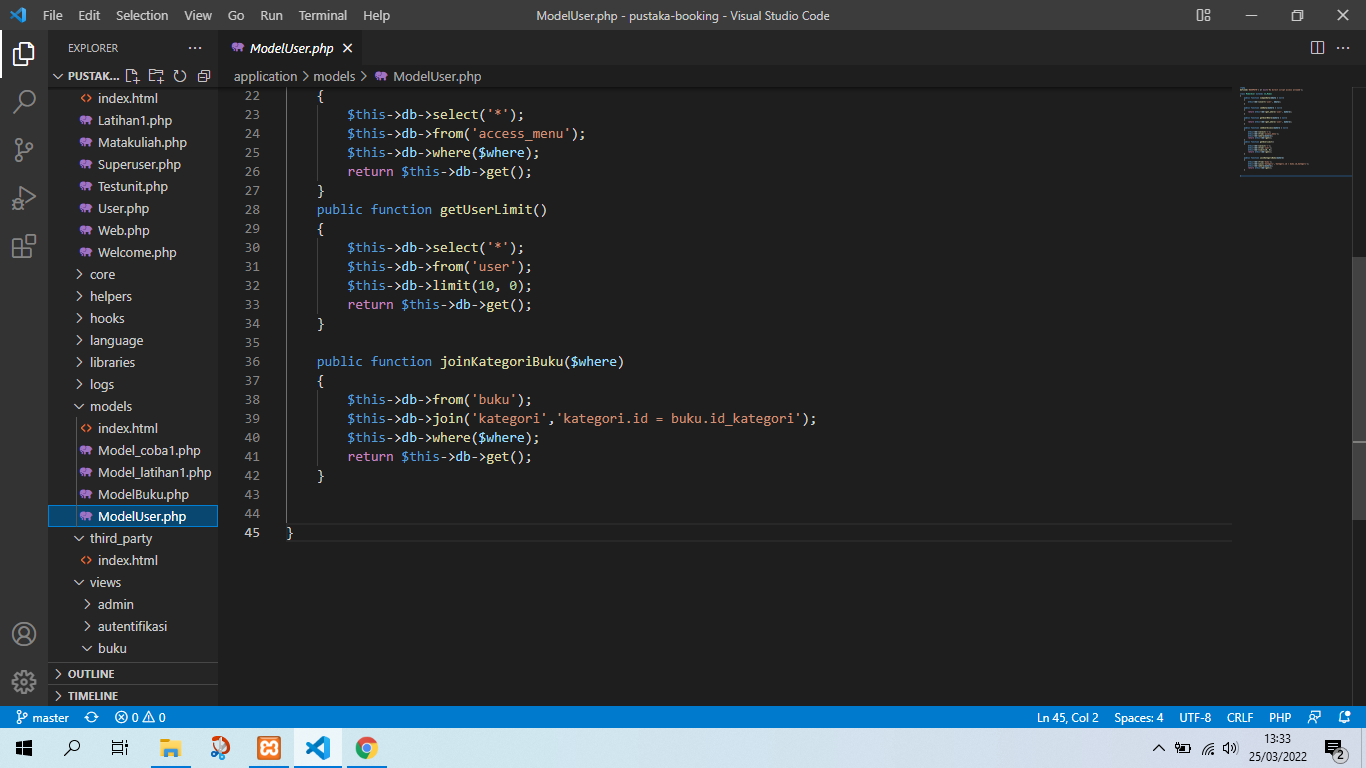 File Edit Selection View Go Run Terminal Help ModelUser.php - pustaka-booking - Visual Studio Code
EXPLORER
PUSTAK...
index.html
Latihan1.php
Matakuliah.php
Superuser.php
Testunit.php
User.php
Web.php
Welcome.php
core
helpers
hooks
language
libraries
logs
models
index.html
Model_coba1.php
Model_latihan1.php
ModelBuku.php
ModelUser.php
third_party
index.html
views
admin
autentifikasi
buku
OUTLINE
TIMELINE
ModelUser.php
application > models > ModelUser.php
22 {
23 $this->db->select('*');
24 $this->db->from('access_menu');
25 $this->db->where($where);
26 return $this->db->get();
27 }
28 public function getUserLimit()
29 {
30 $this->db->select('*');
31 $this->db->from('user');
32 $this->db->limit(10, 0);
33 return $this->db->get();
34 }
35
36 public function joinKategoriBuku($where)
37 {
38 $this->db->from('buku');
39 $this->db->join('kategori','kategori.id = buku.id_kategori');
40 $this->db->where($where);
41 return $this->db->get();
42 }
43
44
45 }
master 0 0 Ln 45, Col 2 Spaces: 4 UTF-8 CRLF PHP
13:33
25/03/2022
2